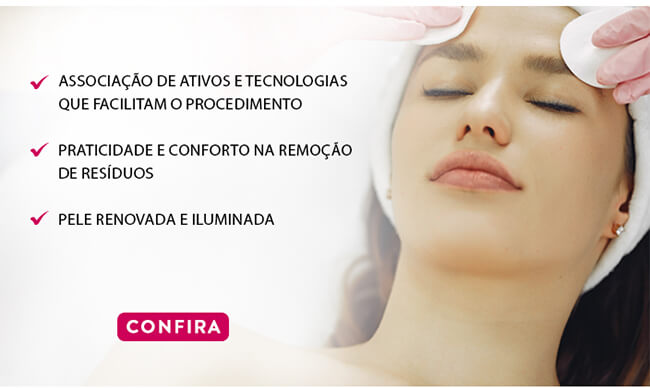 ASSOCIAÇÃO DE ATIVOS E TECNOLOGIAS
QUE FACILITAM O PROCEDIMENTO
PRATICIDADE E CONFORTO NA REMOÇÃO
DE RESÍDUOS
PELE RENOVADA E ILUMINADA
CONFIRA